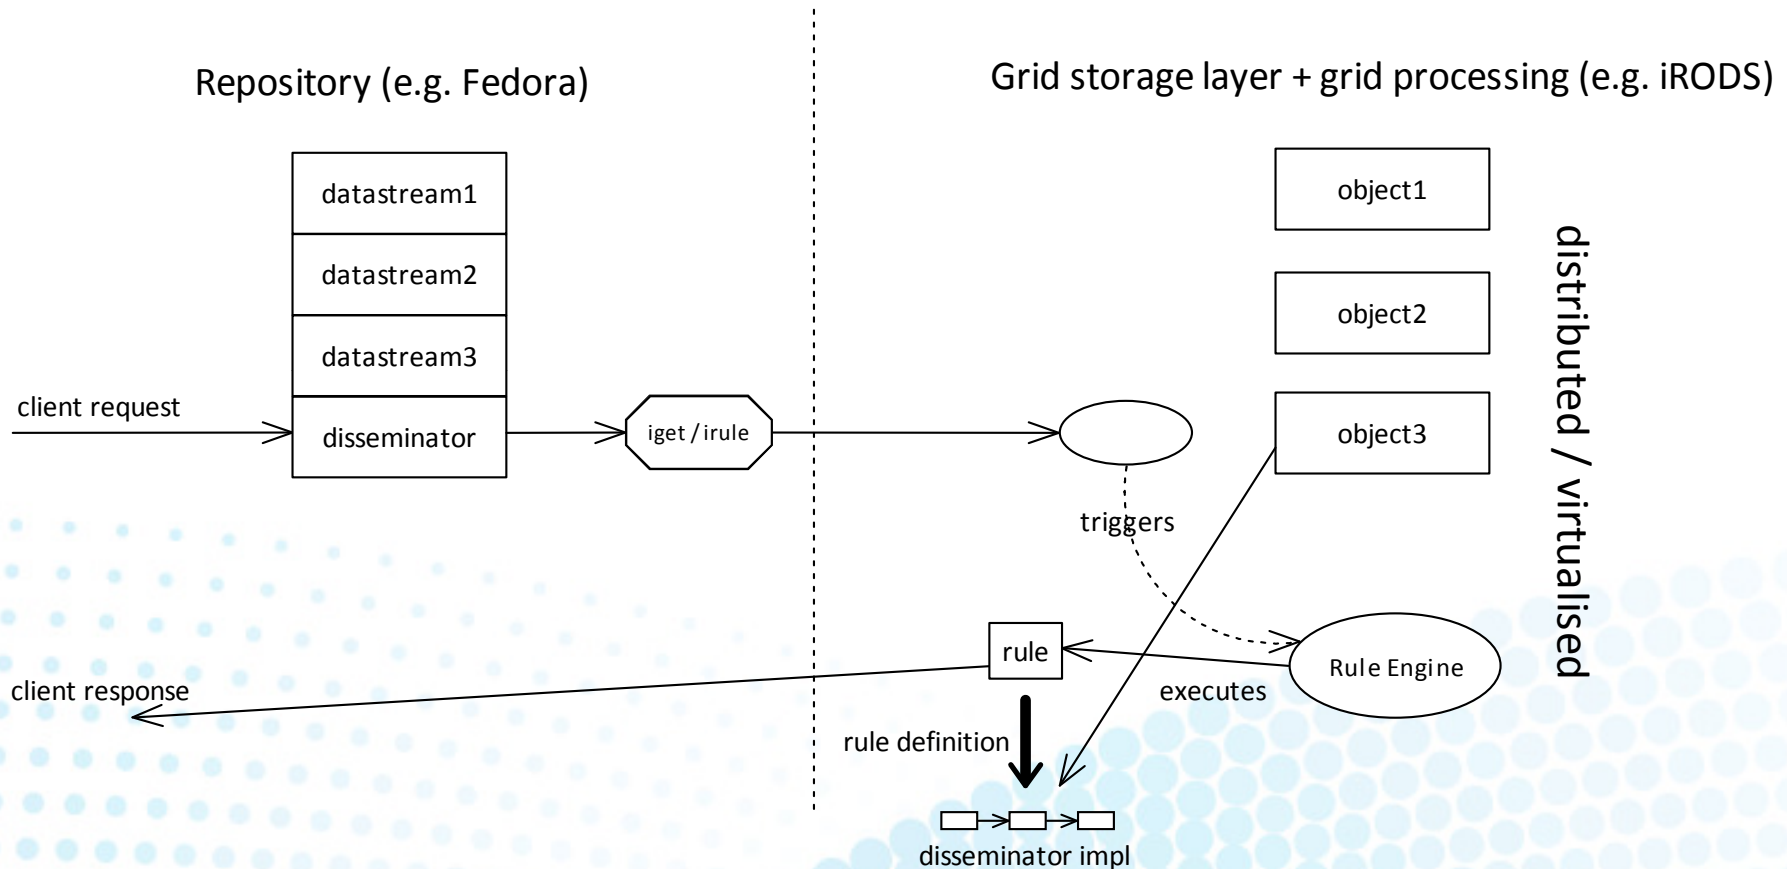 Repository (e.g. Fedora)
Grid storage layer + grid processing (e.g. iRODS)
datastream1
datastream2
datastream3
disseminator
client request
iget / irule
object1
object2
object3
distributed / virtualised
triggers
Rule Engine
executes
rule
client response
rule definition
disseminator impl